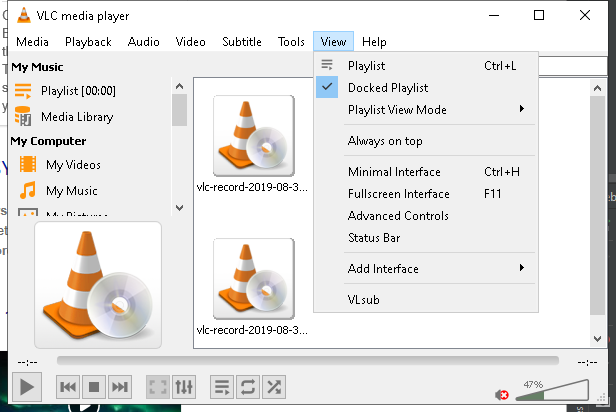 VLC media player
Media Playback Audio Video Subtitle Tools View Help
My Music
Playlist [00:00]
Media Library
My Computer
My Videos
My Music
My Pictures
vlc-record-2019-08-3...
vlc-record-2019-08-3...
Playlist Ctrl+L
Docked Playlist
Playlist View Mode
Always on top
Minimal Interface Ctrl+H
Fullscreen Interface F11
Advanced Controls
Status Bar
Add Interface
VLsub
--:-- --:--
47%